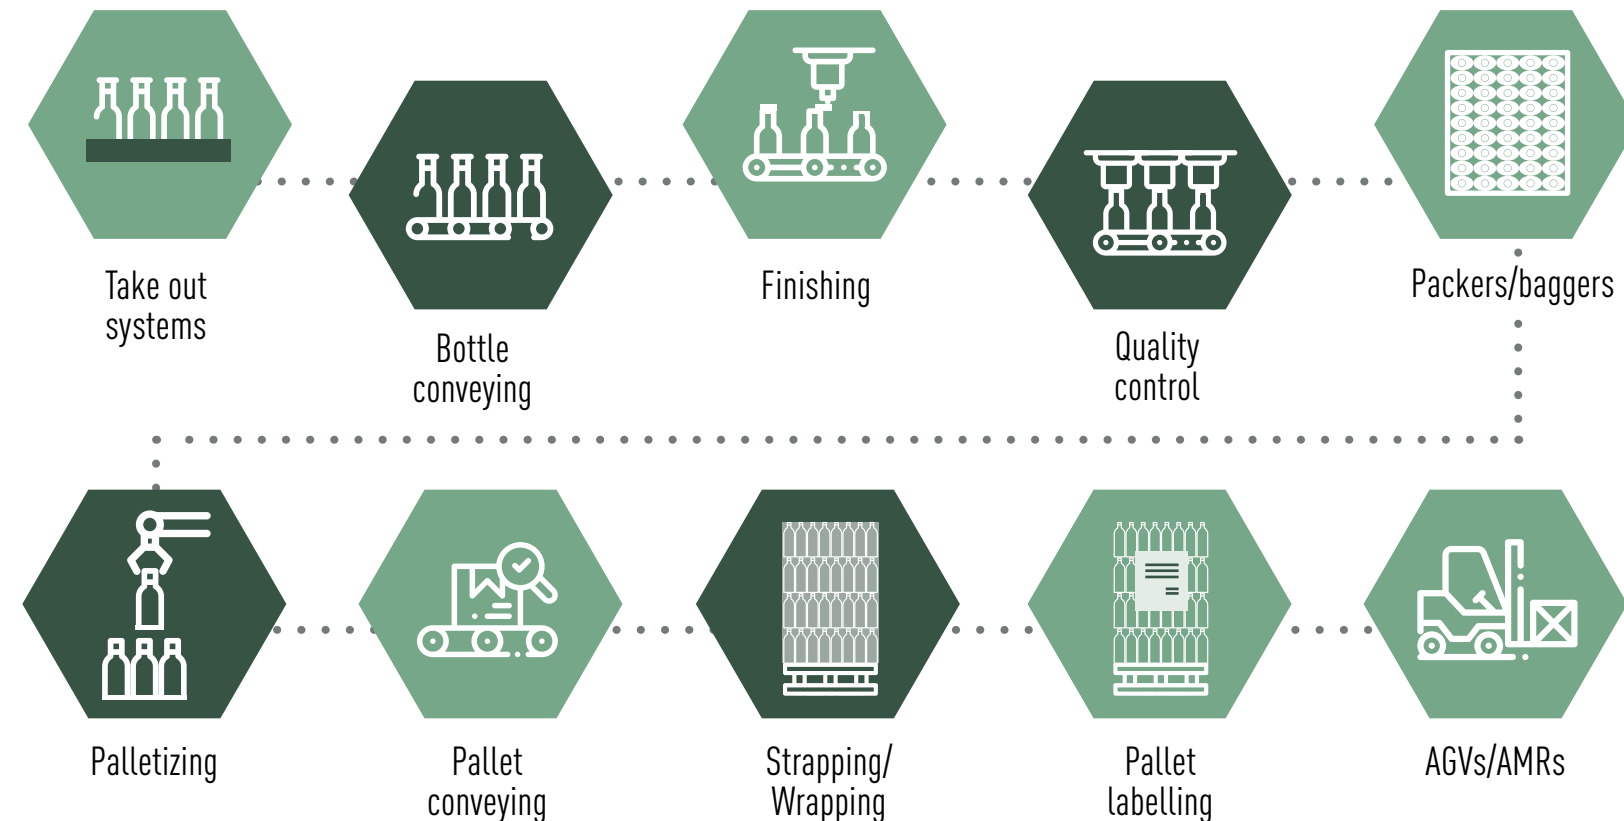 Take out
systems
Bottle
conveying
Finishing
Quality
control
Packers/baggers
Palletizing
Pallet
conveying
Strapping/
Wrapping
Pallet
labelling
AGVs/AMRs